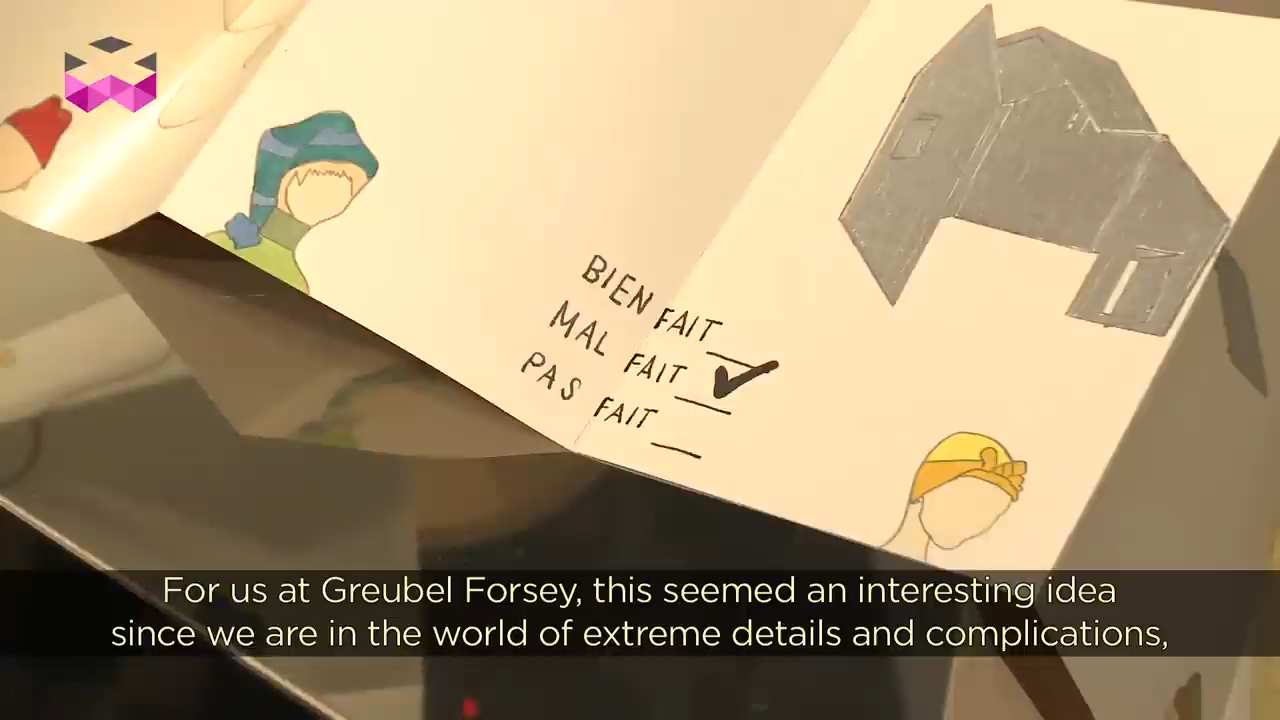 BIEN FAIT
MAL FAIT
PAS FAIT
For us at Greubel Forsey, this seemed an interesting idea
since we are in the world of extreme details and complications,